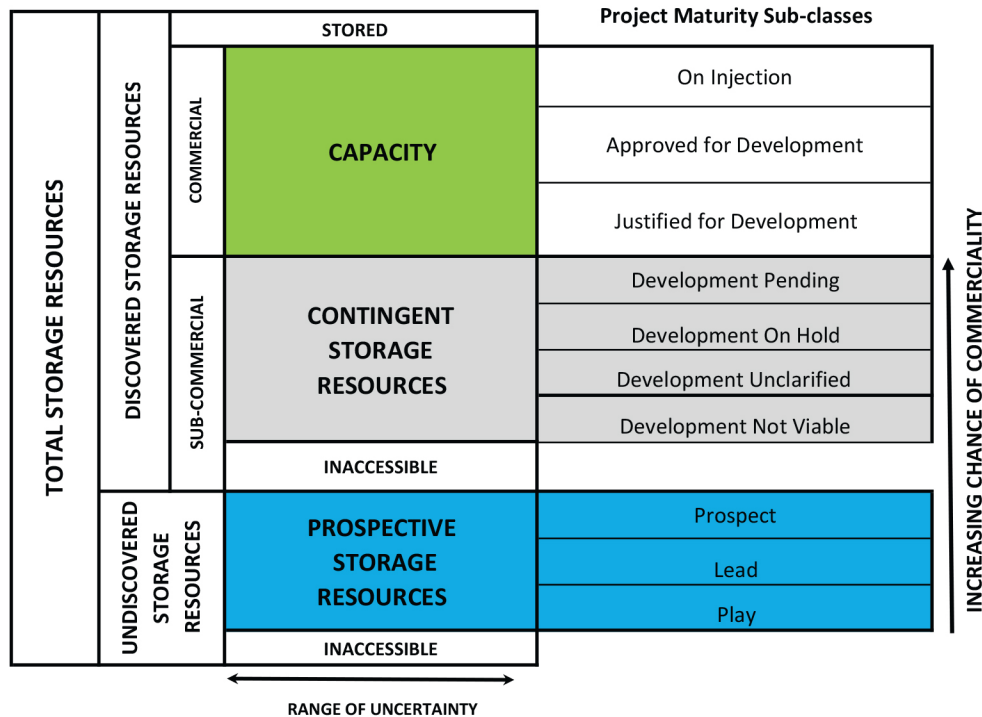 Project Maturity Sub-classes
STORED
TOTAL STORAGE RESOURCES
DISCOVERED STORAGE RESOURCES
COMMERCIAL
CAPACITY
On Injection
Approved for Development
Justified for Development
SUB-COMMERCIAL
CONTINGENT
STORAGE
RESOURCES
Development Pending
Development On Hold
Development Unclarified
Development Not Viable
INACCESSIBLE
UNDISCOVERED
STORAGE
RESOURCES
PROSPECTIVE
STORAGE
RESOURCES
Prospect
Lead
Play
INACCESSIBLE
INCREASING CHANCE OF COMMERCIALITY
RANGE OF UNCERTAINTY